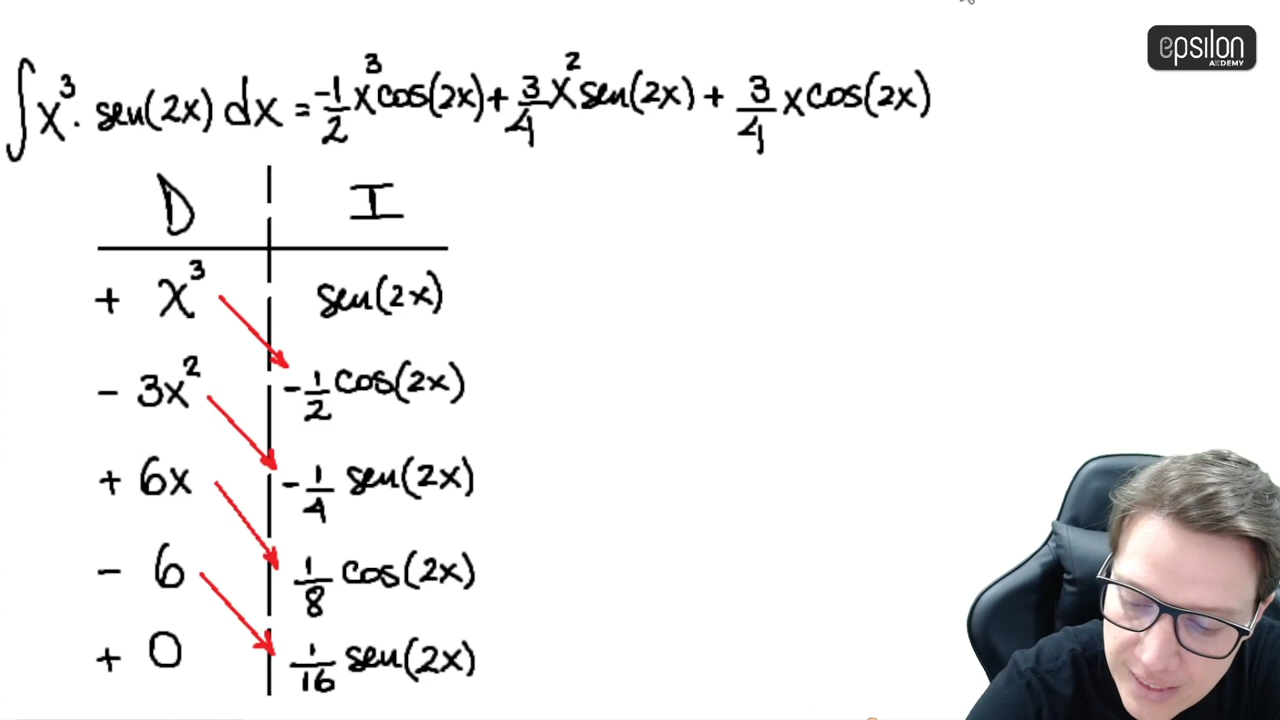 epsilon
ACADEMY
∫x³·sen(2x)dx = -1/2 x³cos(2x) + 3/4 x²sen(2x) + 3/4 xcos(2x)
D I
+ x³ sen(2x)
- 3x² -1/2 cos(2x)
+ 6x -1/4 sen(2x)
- 6 1/8 cos(2x)
+ 0 1/16 sen(2x)